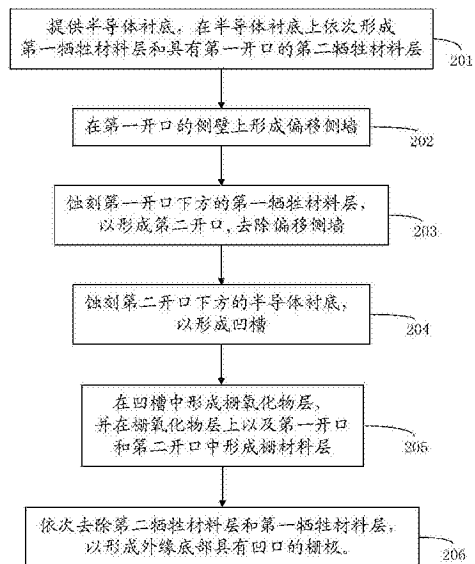 提供半导体衬底，在半导体衬底上依次形成
第一牺牲材料层和具有第一开口的第二牺牲材料层
201
在第一开口的侧壁上形成偏移侧墙
202
蚀刻第一开口下方的第一牺牲材料层，
以形成第二开口，去除偏移侧墙
203
蚀刻第二开口下方的半导体衬底，
以形成凹槽
204
在凹槽中形成栅氧化物层，
并在栅氧化物层上以及第一开口
和第二开口中形成栅材料层
205
依次去除第二牺牲材料层和第一牺牲材料层，
以形成外缘底部具有凹口的栅极。
206